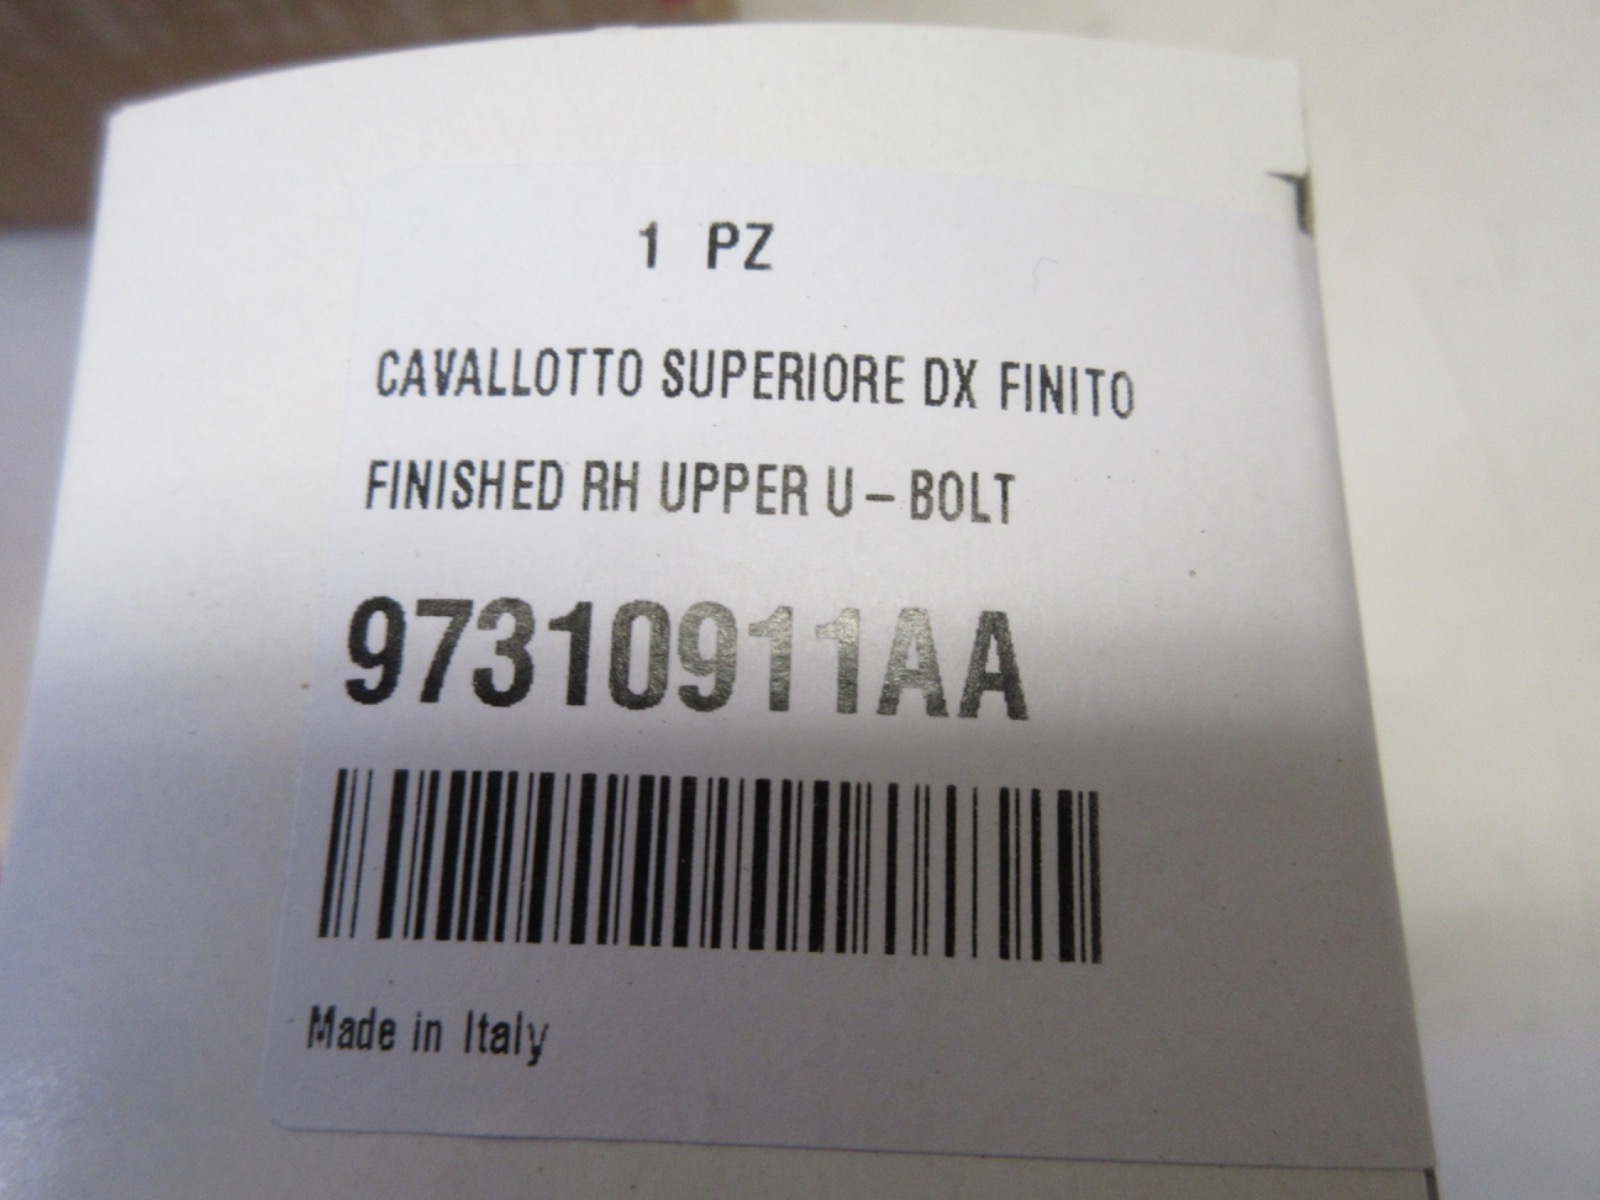 1 PZ
CAVALLOTTO SUPERIORE DX FINITO
FINISHED RH UPPER U-BOLT
97310911AA
Made in Italy